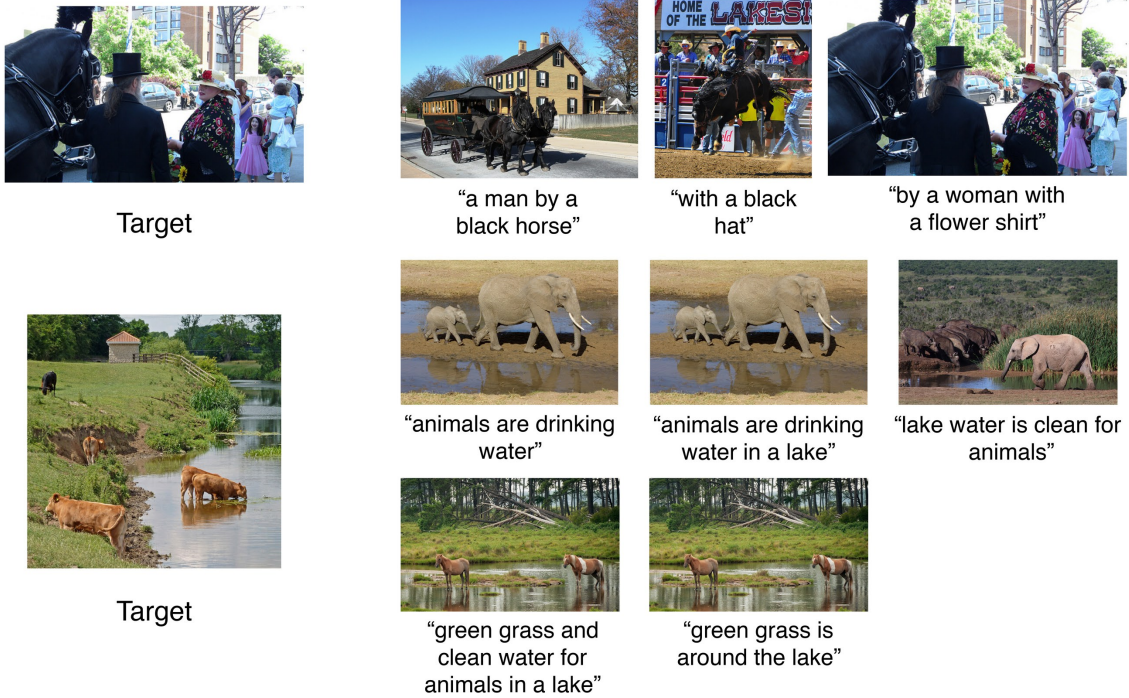 HOME
OF THE LAKESI
2
Target
“a man by a
black horse”
“with a black
hat”
“by a woman with
a flower shirt”
“animals are drinking
water”
“animals are drinking
water in a lake”
“lake water is clean for
animals”
Target
“green grass and
clean water for
animals in a lake”
“green grass is
around the lake”